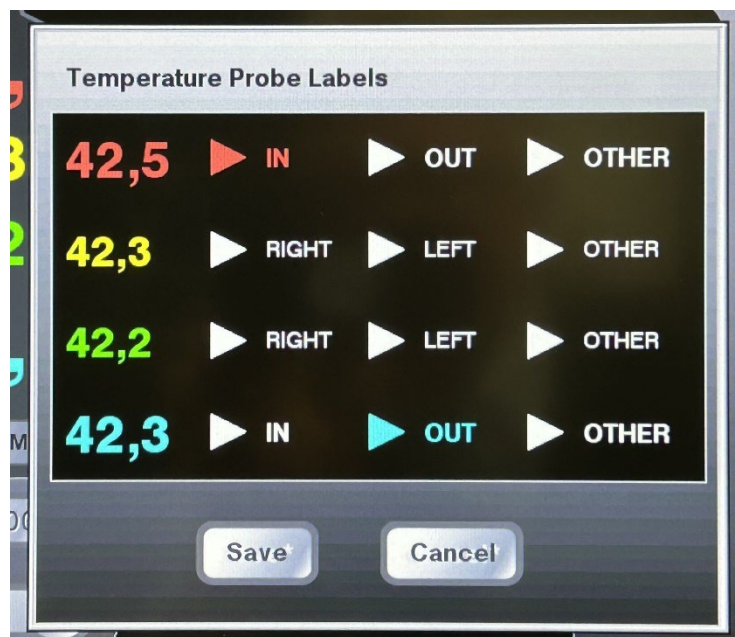 Temperature Probe Labels
42,5 IN OUT OTHER
42,3 RIGHT LEFT OTHER
42,2 RIGHT LEFT OTHER
42,3 IN OUT OTHER
Save Cancel